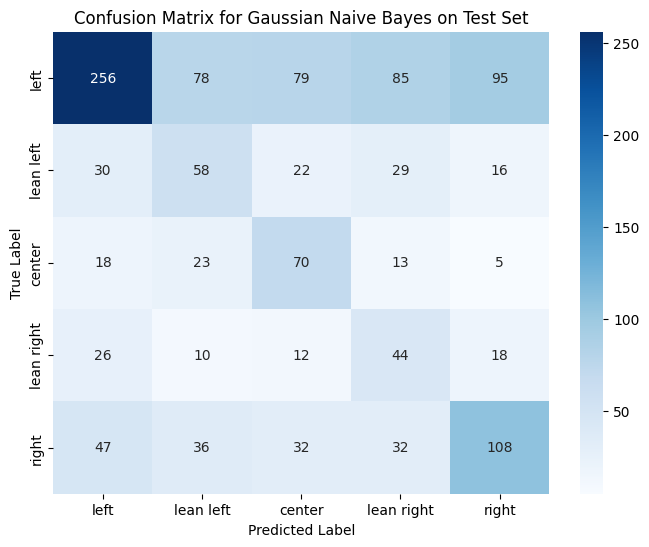 Confusion Matrix for Gaussian Naive Bayes on Test Set
left 256 78 79 85 95
lean left 30 58 22 29 16
center 18 23 70 13 5
lean right 26 10 12 44 18
right 47 36 32 32 108
left lean left center lean right right
Predicted Label
True Label
250
200
150
100
50